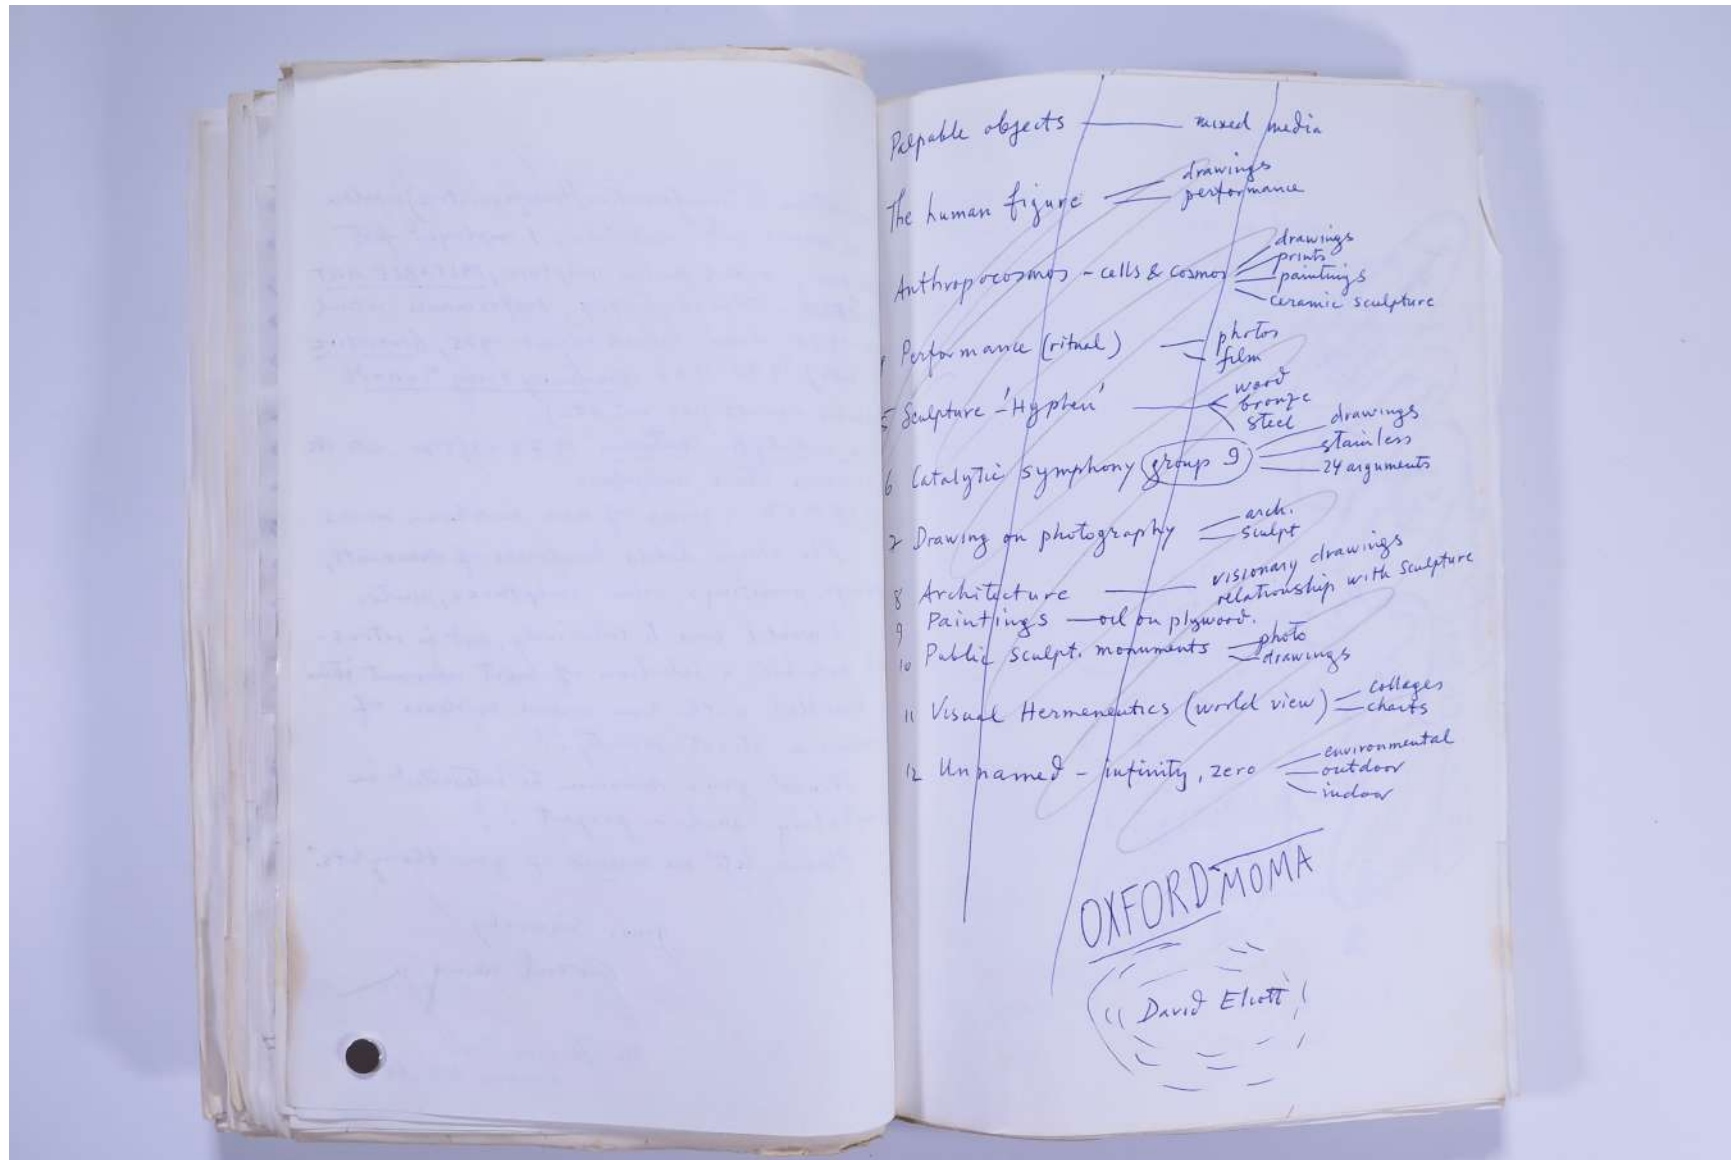 Palpable objects — mixed media
The human figure — drawings
performance
Anthropocosmos - cells & cosmos — drawings
prints
paintings
ceramic sculpture
4 Performance (ritual) — photos
film
5 Sculpture - 'Hyphen' — wood
bronze
steel
6 Catalytic symphony group 9 — drawings
stainless
24 arguments
7 Drawing on photography — arch.
sculpt
8 Architecture — visionary drawings
relationship with sculpture
9 Paintings — oil on plywood.
10 Public sculpt. monuments — photo
drawings
11 Visual Hermeneutics (world view) — collages
charts
12 Unnamed - infinity, zero — environmental
outdoor
indoor
OXFORD MOMA
David Eliott